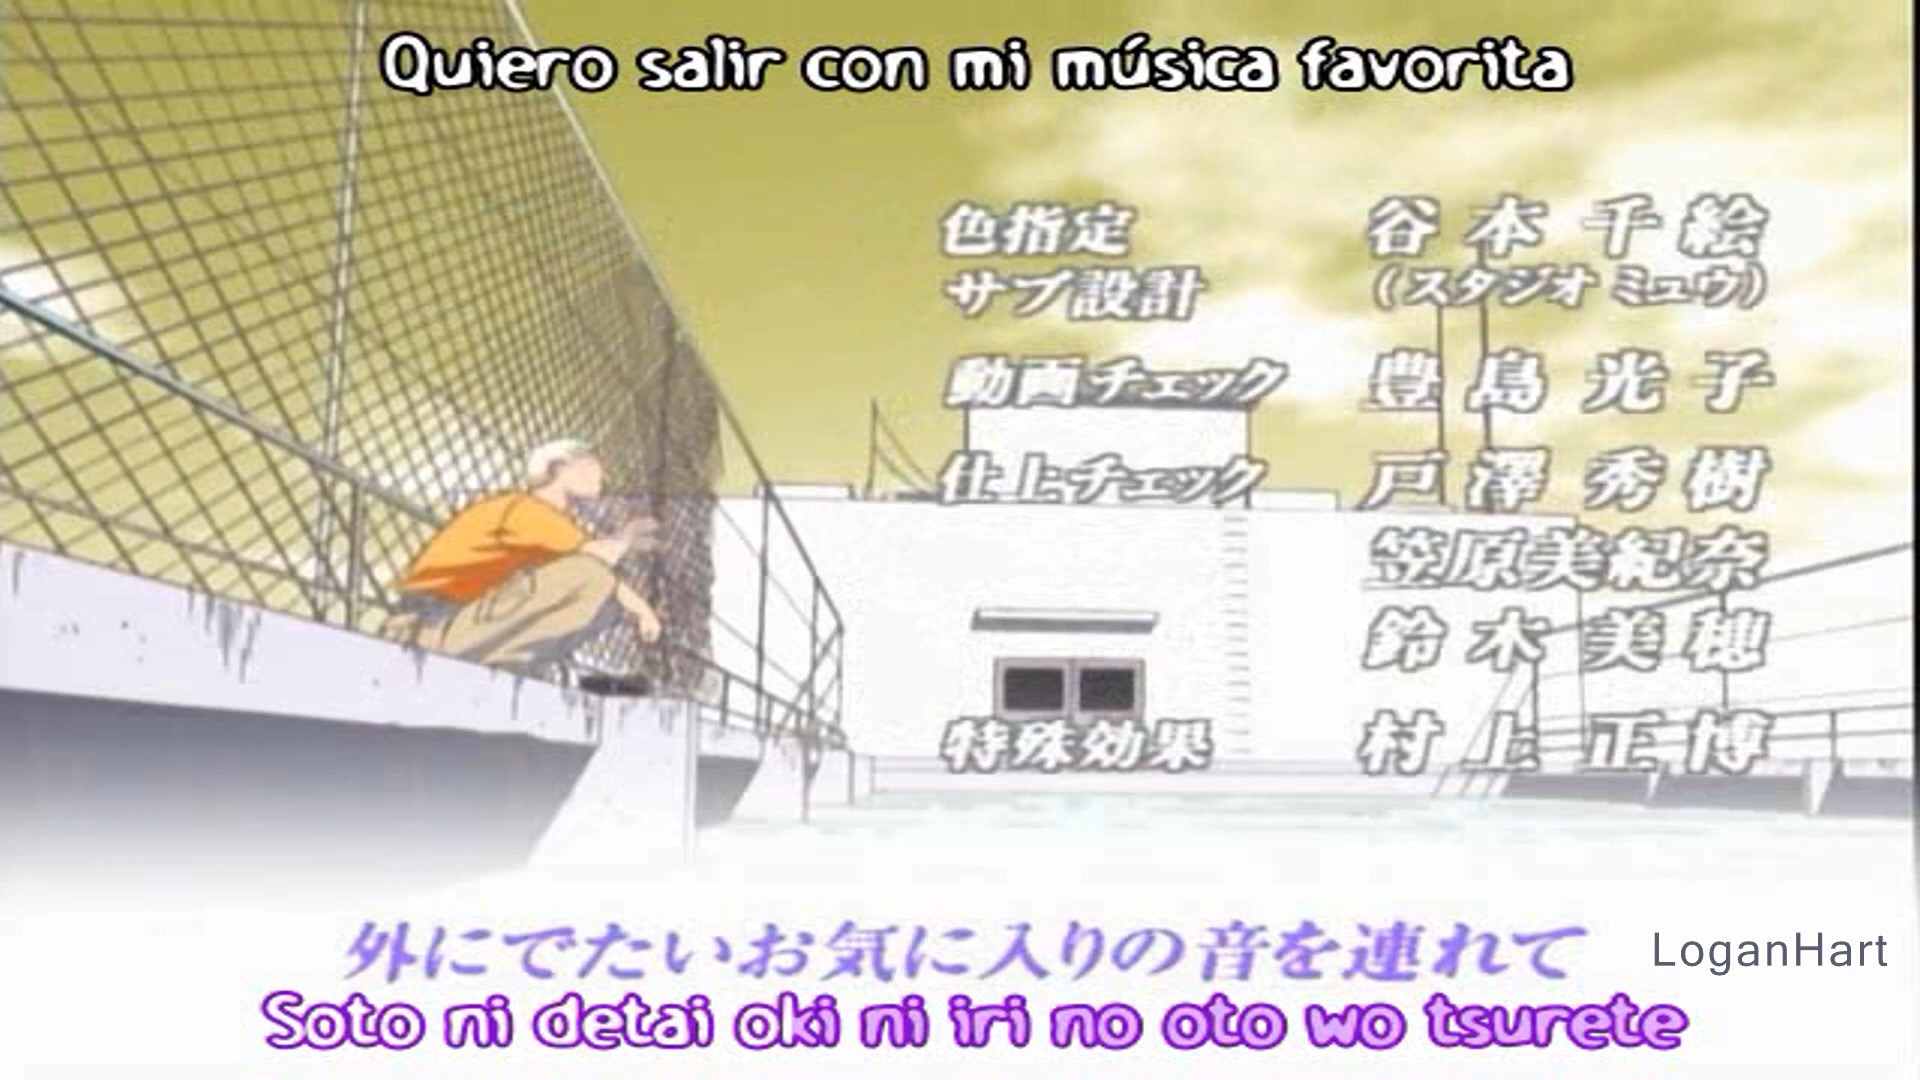 Quiero salir con mi música favorita
色指定 谷本千絵
サブ設計 (スタジオ ミュウ)
動画チェック 豊島光子
仕上チェック 戸澤秀樹
笠原美紀奈
鈴木美穂
特殊効果 村上正博
外にでたいお気に入りの音を連れて
LoganHart
Soto ni detai oki ni iri no oto wo tsurete